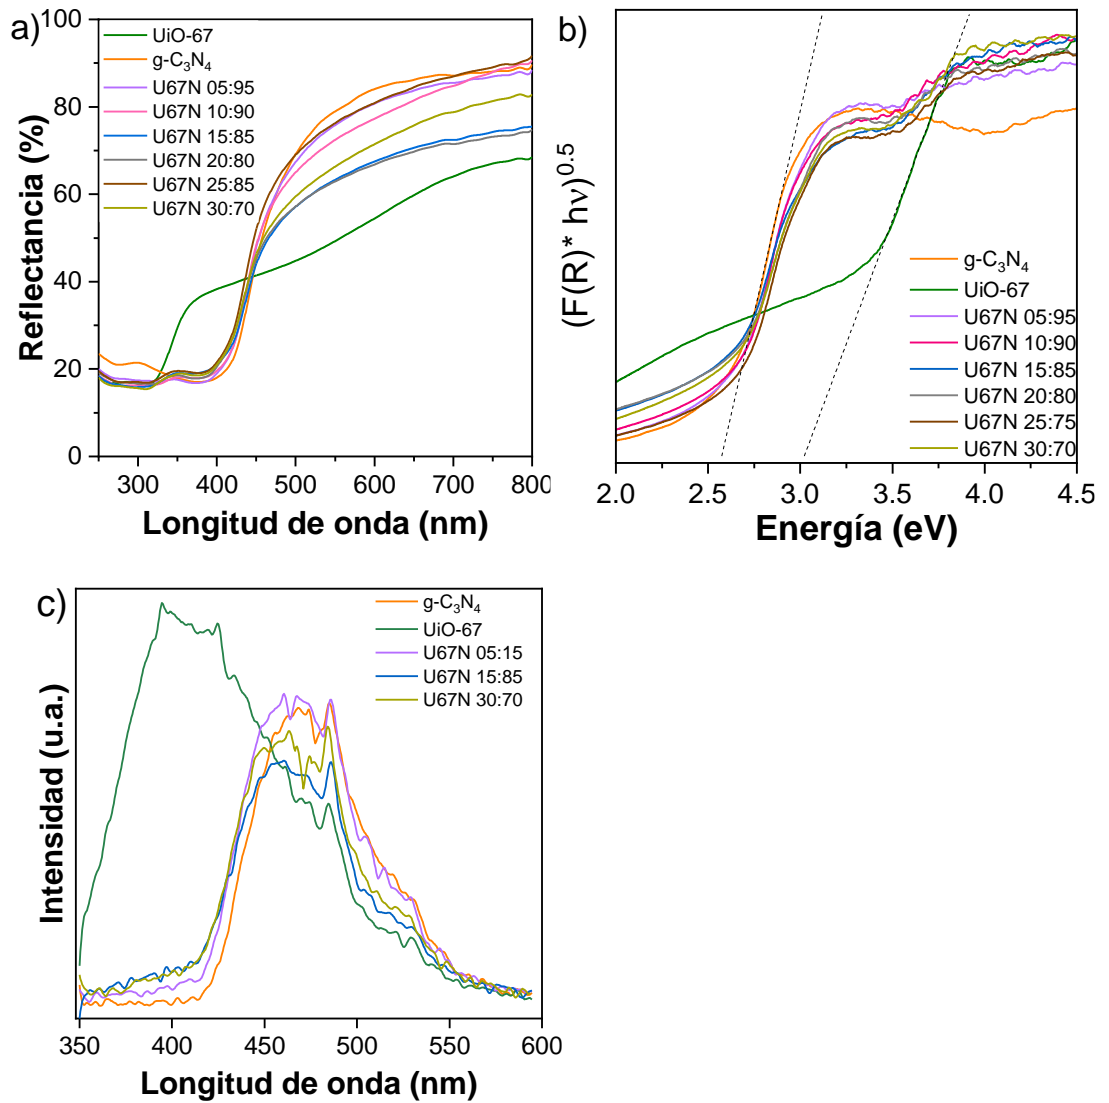 a)
UiO-67
g-C₃N₄
U67N 05:95
U67N 10:90
U67N 15:85
U67N 20:80
U67N 25:85
U67N 30:70
100
80
60
40
20
0
Reflectancia (%)
300 400 500 600 700 800
Longitud de onda (nm)
b)
(F(R)* hν)^0.5
g-C₃N₄
UiO-67
U67N 05:95
U67N 10:90
U67N 15:85
U67N 20:80
U67N 25:75
U67N 30:70
2.0 2.5 3.0 3.5 4.0 4.5
Energía (eV)
c)
g-C₃N₄
UiO-67
U67N 05:15
U67N 15:85
U67N 30:70
Intensidad (u.a.)
350 400 450 500 550 600
Longitud de onda (nm)